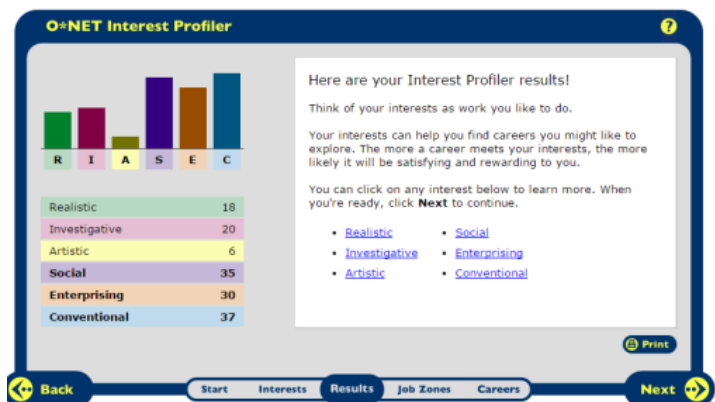 O*NET Interest Profiler
?
R I A S E C
Realistic 18
Investigative 20
Artistic 6
Social 35
Enterprising 30
Conventional 37
Here are your Interest Profiler results!
Think of your interests as work you like to do.
Your interests can help you find careers you might like to
explore. The more a career meets your interests, the more
likely it will be satisfying and rewarding to you.
You can click on any interest below to learn more. When
you're ready, click Next to continue.
• Realistic • Social
• Investigative • Enterprising
• Artistic • Conventional
Print
Back Start Interests Results Job Zones Careers Next